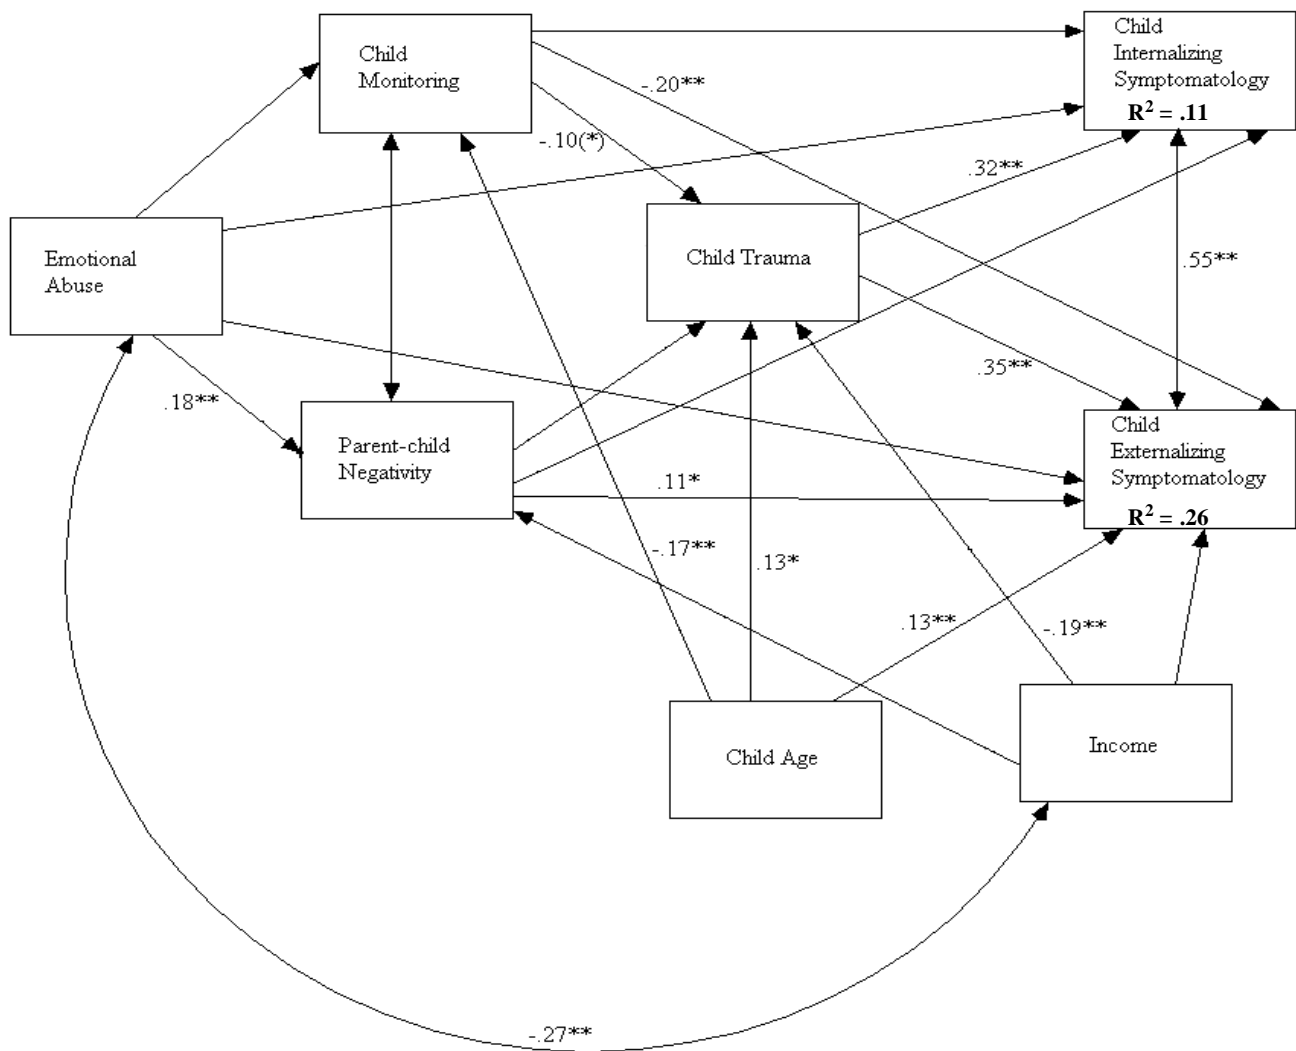 Child
Monitoring
Child
Internalizing
Symptomatology
R² = .11
-.20**
-.10(*)
.32**
Emotional
Abuse
Child Trauma
.55**
.18**
.35**
Parent-child
Negativity
Child
Externalizing
Symptomatology
R² = .26
.11*
-.17**
.13*
.13**
-.19**
Child Age
Income
-.27**